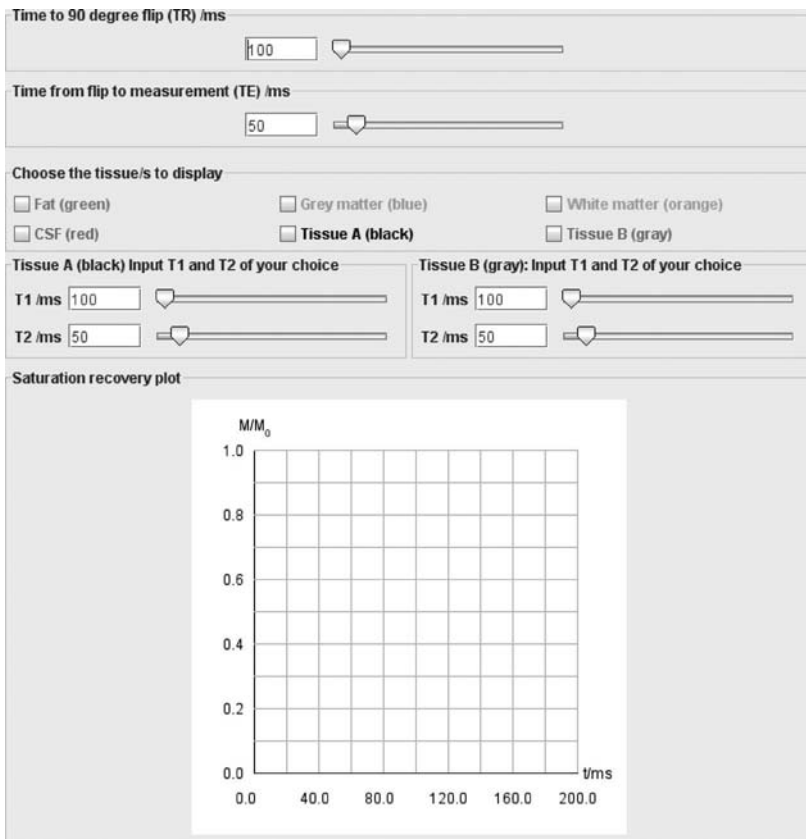 Time to 90 degree flip (TR) /ms
100
Time from flip to measurement (TE) /ms
50
Choose the tissue/s to display
Fat (green) Grey matter (blue) White matter (orange)
CSF (red) Tissue A (black) Tissue B (gray)
Tissue A (black) Input T1 and T2 of your choice
T1 /ms 100
T2 /ms 50
Tissue B (gray): Input T1 and T2 of your choice
T1 /ms 100
T2 /ms 50
Saturation recovery plot
M/M0
1.0
0.8
0.6
0.4
0.2
0.0
t/ms
0.0 40.0 80.0 120.0 160.0 200.0